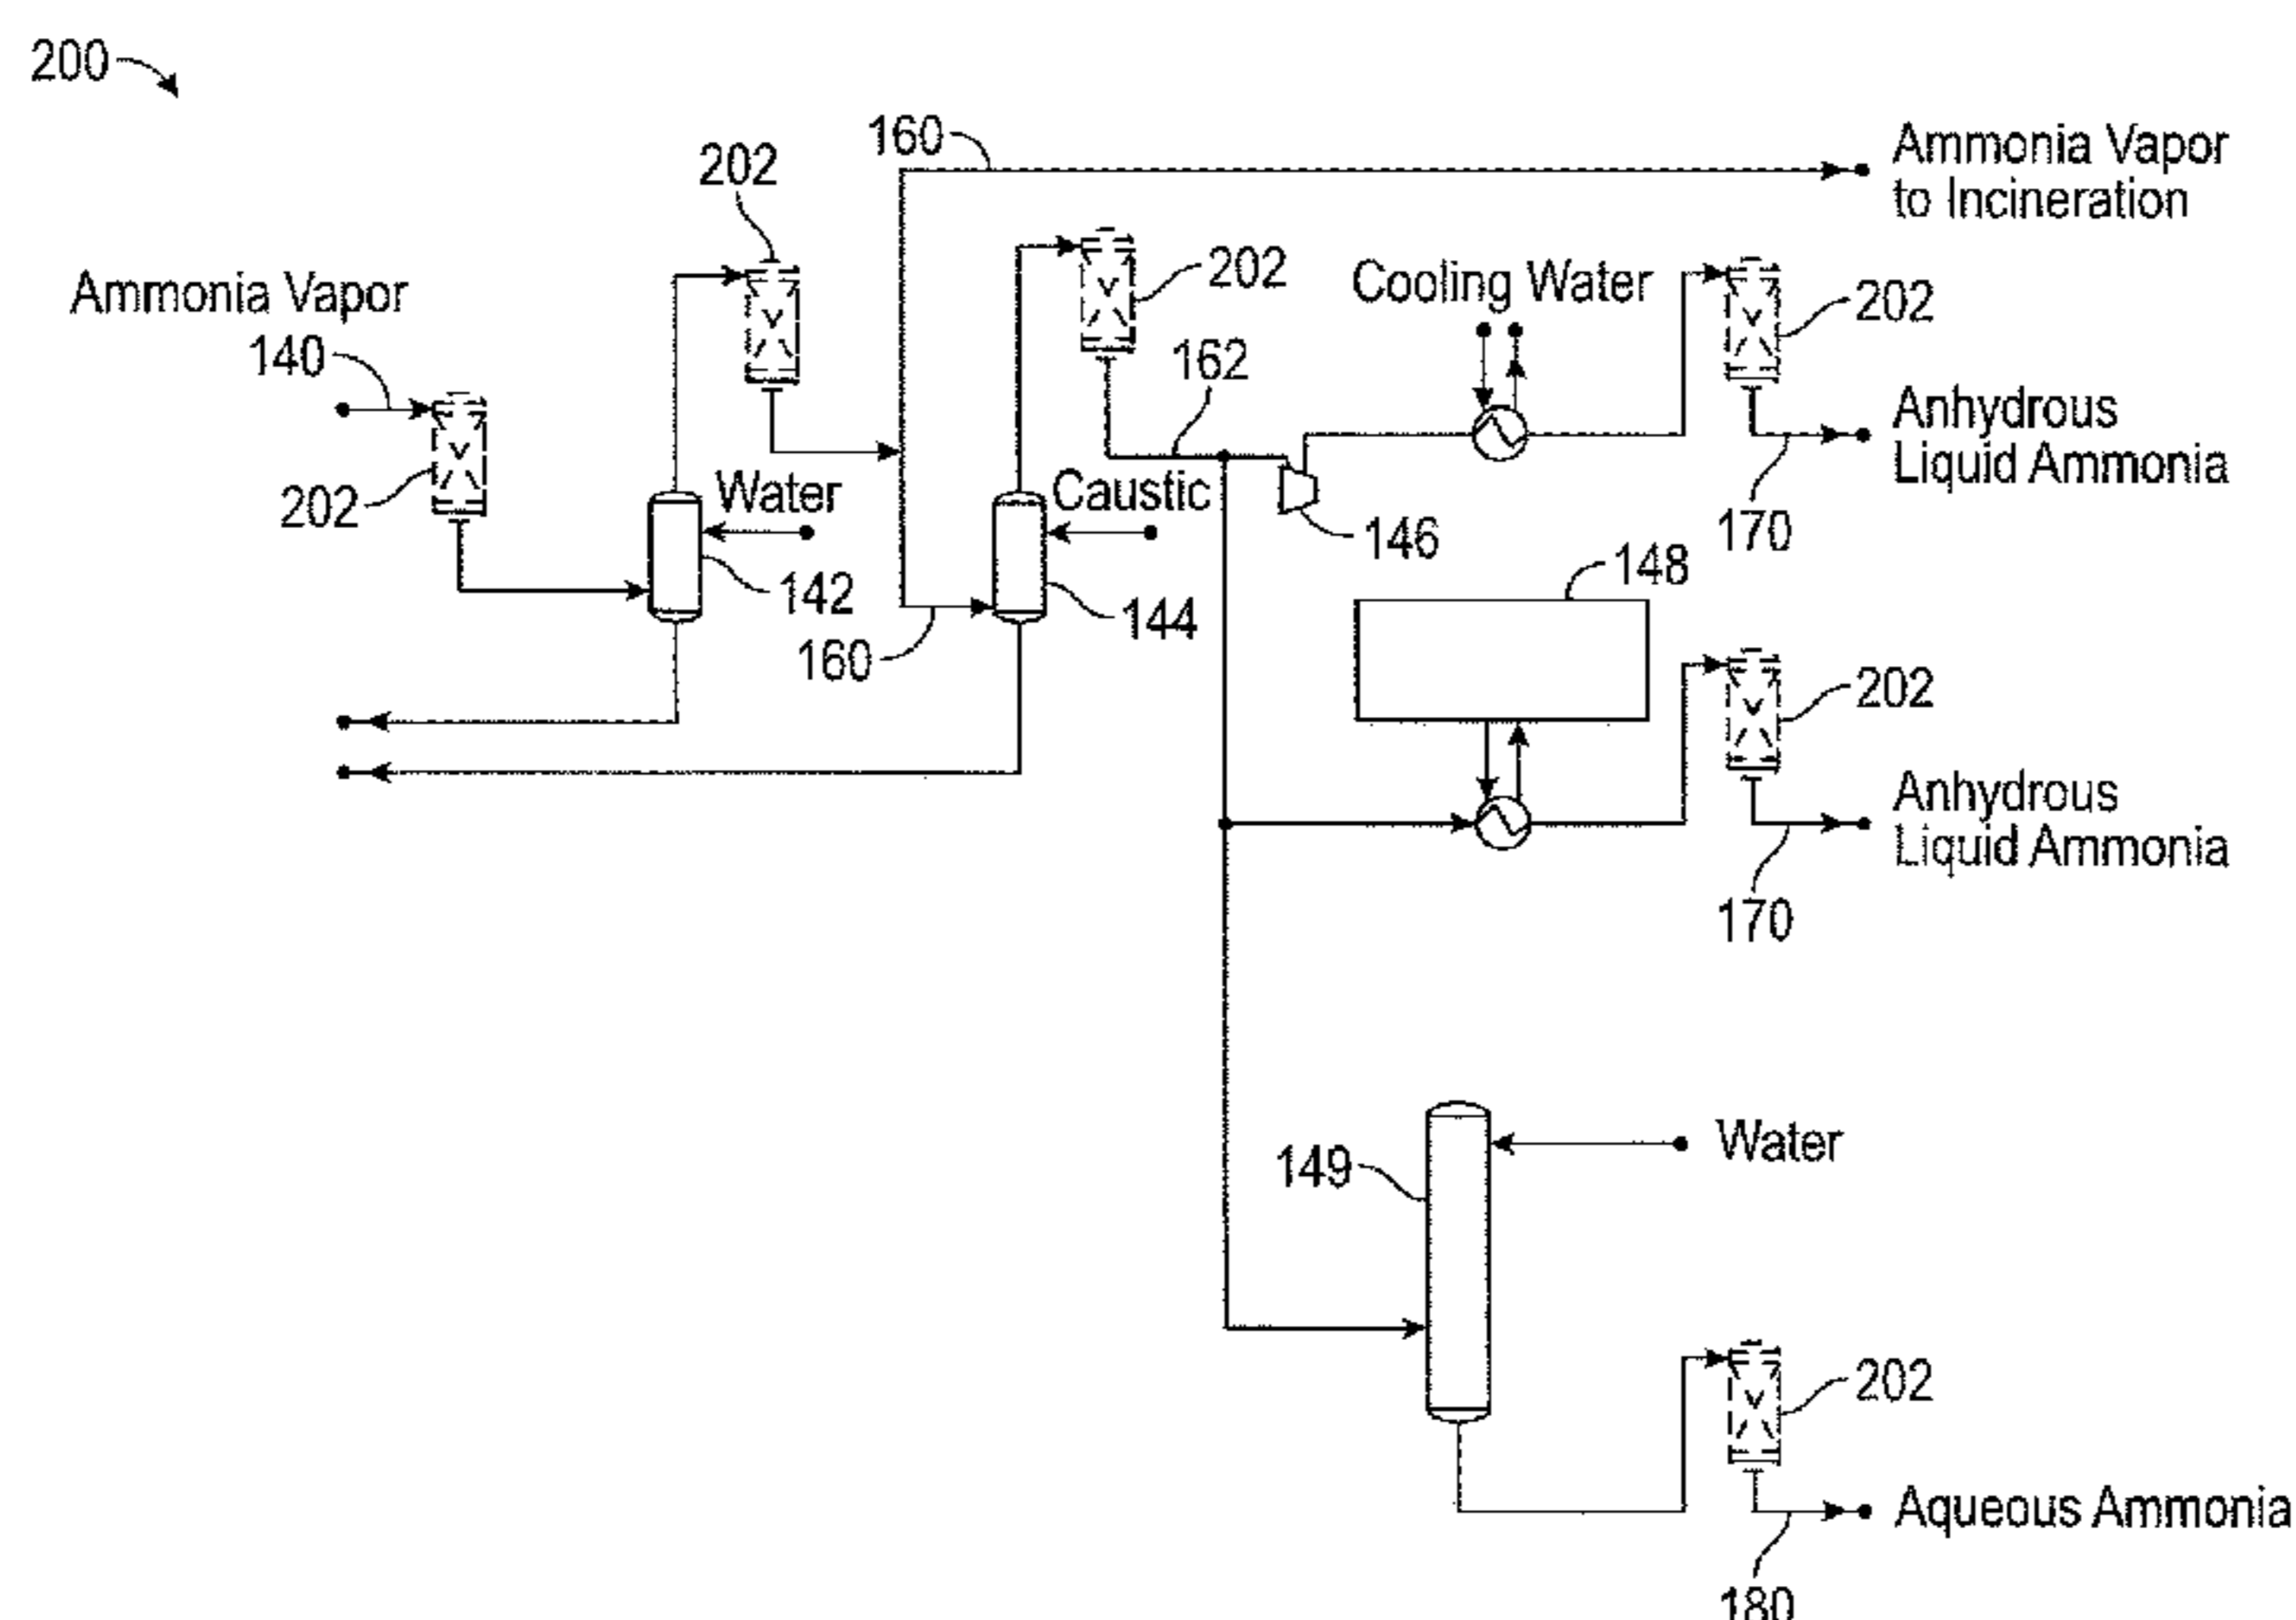 200
160
Ammonia Vapor
to Incineration
202
202
Cooling Water
202
Ammonia Vapor
140
162
Anhydrous
Liquid Ammonia
202
Water
Caustic
146
170
142
144
148
160
202
Anhydrous
Liquid Ammonia
170
149
Water
202
Aqueous Ammonia
180